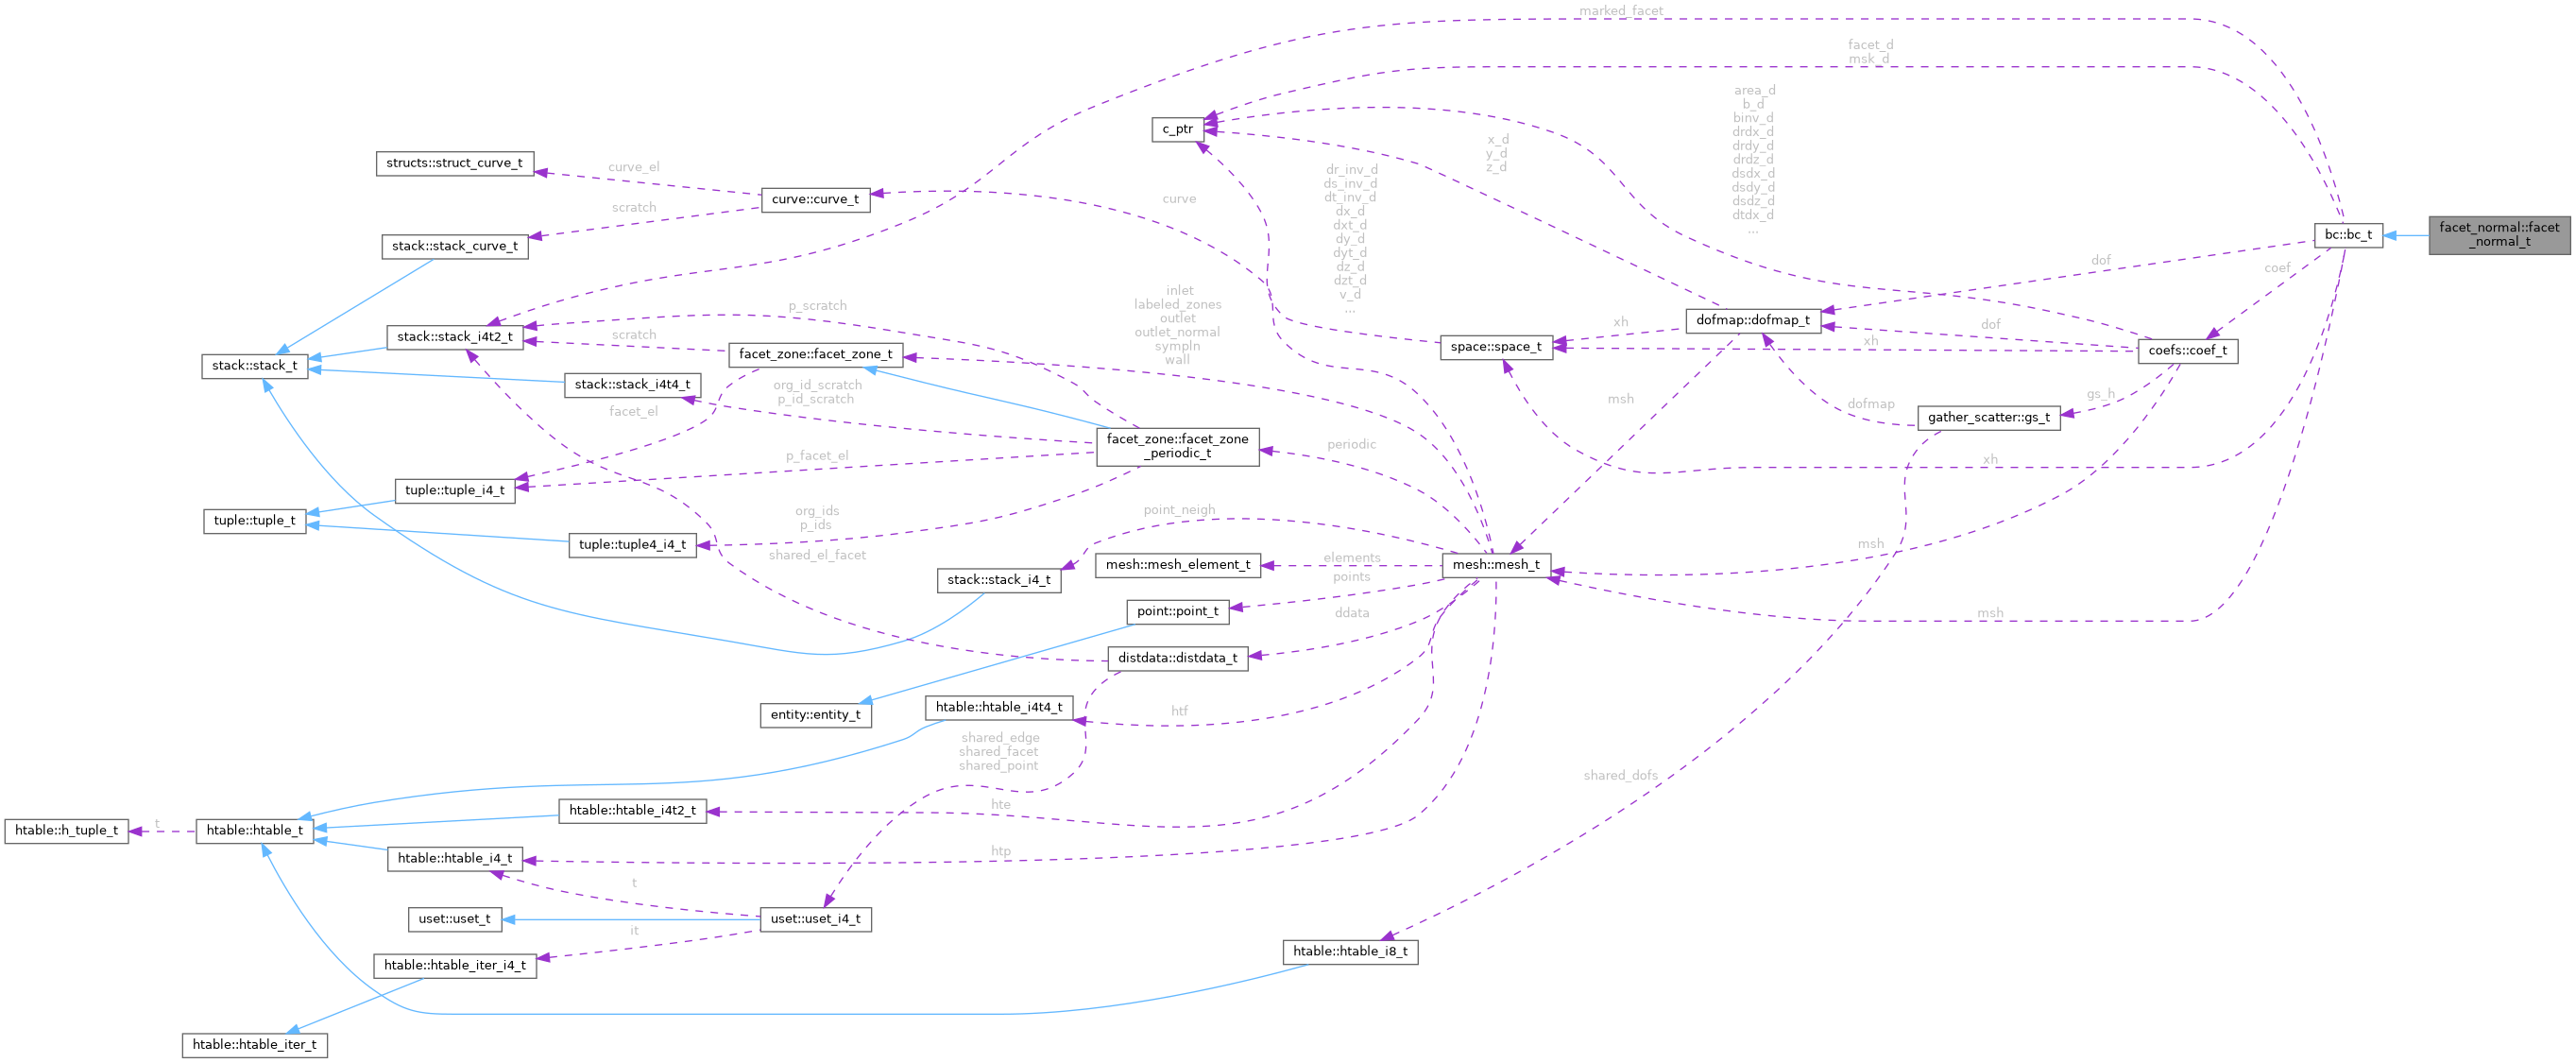 marked_facet
facet_d
msk_d
area_d
b_d
binv_d
drdx_d
drdy_d
drdz_d
dsdx_d
dsdy_d
dsdz_d
dtdx_d
...
c_ptr
x_d
y_d
z_d
structs::struct_curve_t
curve_el
dr_inv_d
ds_inv_d
dt_inv_d
dx_d
dxt_d
dy_d
dyt_d
dz_d
dzt_d
v_d
...
curve::curve_t
curve
scratch
stack::stack_curve_t
bc::bc_t
facet_normal::facet
_normal_t
dof
coef
inlet
labeled_zones
outlet
outlet_normal
sympln
wall
p_scratch
dofmap::dofmap_t
stack::stack_i4t2_t
scratch
xh
dof
xh
space::space_t
coefs::coef_t
facet_zone::facet_zone_t
stack::stack_t
stack::stack_i4t4_t
org_id_scratch
p_id_scratch
facet_el
msh
dofmap
gs_h
gather_scatter::gs_t
facet_zone::facet_zone
_periodic_t
periodic
p_facet_el
xh
tuple::tuple_i4_t
tuple::tuple_t
org_ids
p_ids
point_neigh
tuple::tuple4_i4_t
shared_el_facet
msh
mesh::mesh_element_t
elements
mesh::mesh_t
stack::stack_i4_t
points
point::point_t
ddata
msh
distdata::distdata_t
entity::entity_t
htable::htable_i4t4_t
htf
shared_edge
shared_facet
shared_point
shared_dofs
htable::htable_i4t2_t
hte
htable::h_tuple_t
t
htable::htable_t
htable::htable_i4_t
htp
t
uset::uset_t
uset::uset_i4_t
it
htable::htable_iter_i4_t
htable::htable_i8_t
htable::htable_iter_t